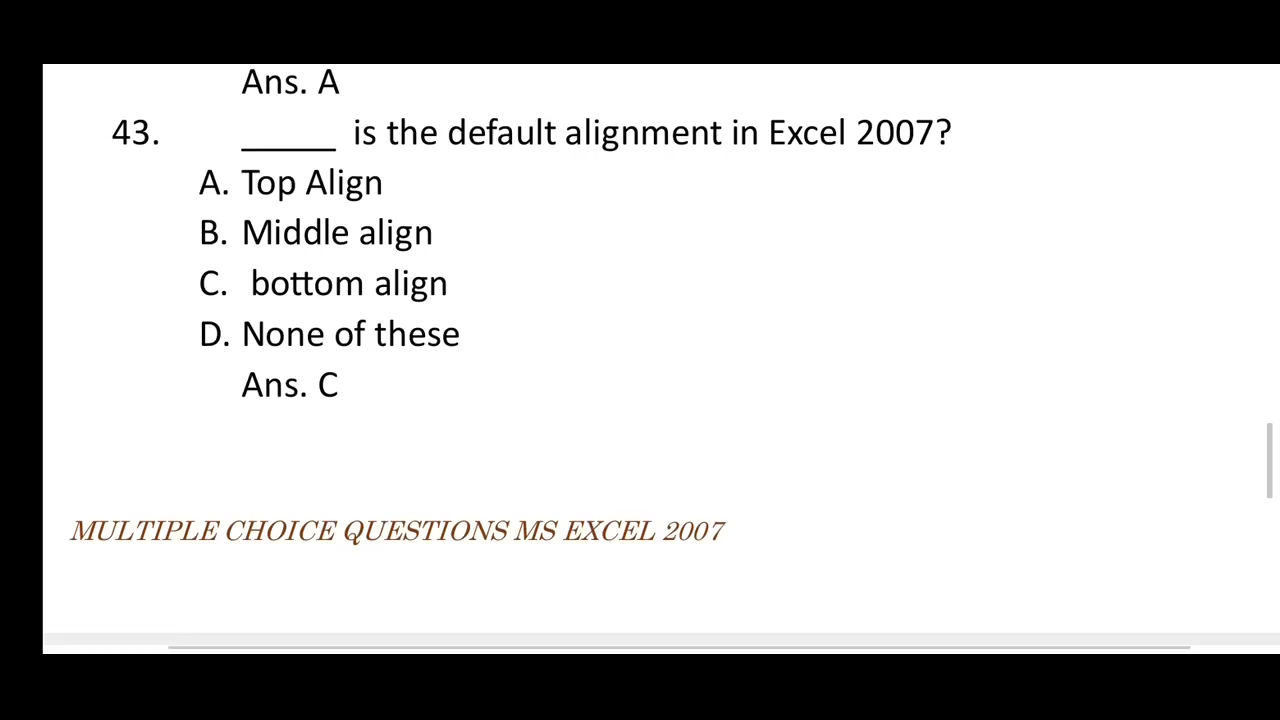 Ans. A
43. _____ is the default alignment in Excel 2007?
A. Top Align
B. Middle align
C. bottom align
D. None of these
Ans. C
MULTIPLE CHOICE QUESTIONS MS EXCEL 2007